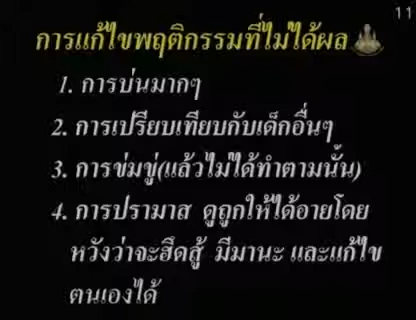 11
การแก้ไขพฤติกรรมที่ไม่ได้ผล
1. การบ่นมากๆ
2. การเปรียบเทียบกับเด็กอื่นๆ
3. การข่มขู่(แล้วไม่ได้ทำตามนั้น)
4. การปรามาส ดูถูกให้ได้อายโดย
หวังว่าจะฮึดสู้ มีมานะ และแก้ไข
ตนเองได้